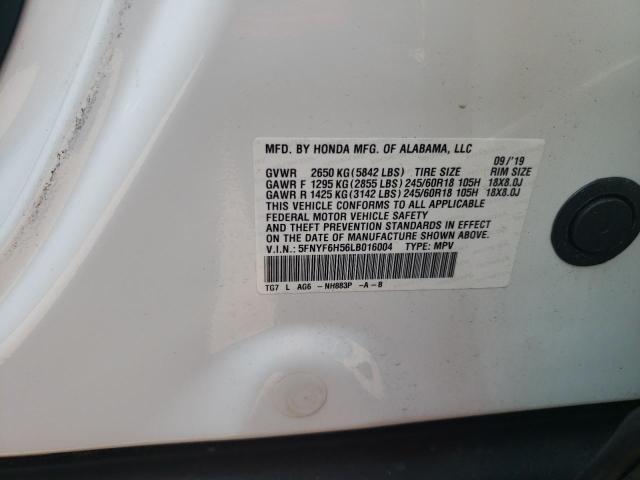 MFD. BY HONDA MFG. OF ALABAMA, LLC 09/'19
GVWR 2650 KG(5842 LBS) TIRE SIZE RIM SIZE
GAWR F 1295 KG(2855 LBS) 245/60R18 105H 18X8.0J
GAWR R 1425 KG(3142 LBS) 245/60R18 105H 18X8.0J
THIS VEHICLE CONFORMS TO ALL APPLICABLE
FEDERAL MOTOR VEHICLE SAFETY
AND THEFT PREVENTION STANDARDS IN EFFECT
ON THE DATE OF MANUFACTURE SHOWN ABOVE.
V.I.N.: 5FNYF6H56LB016004 TYPE: MPV
TG7 L AG6 - NH883P -A-B